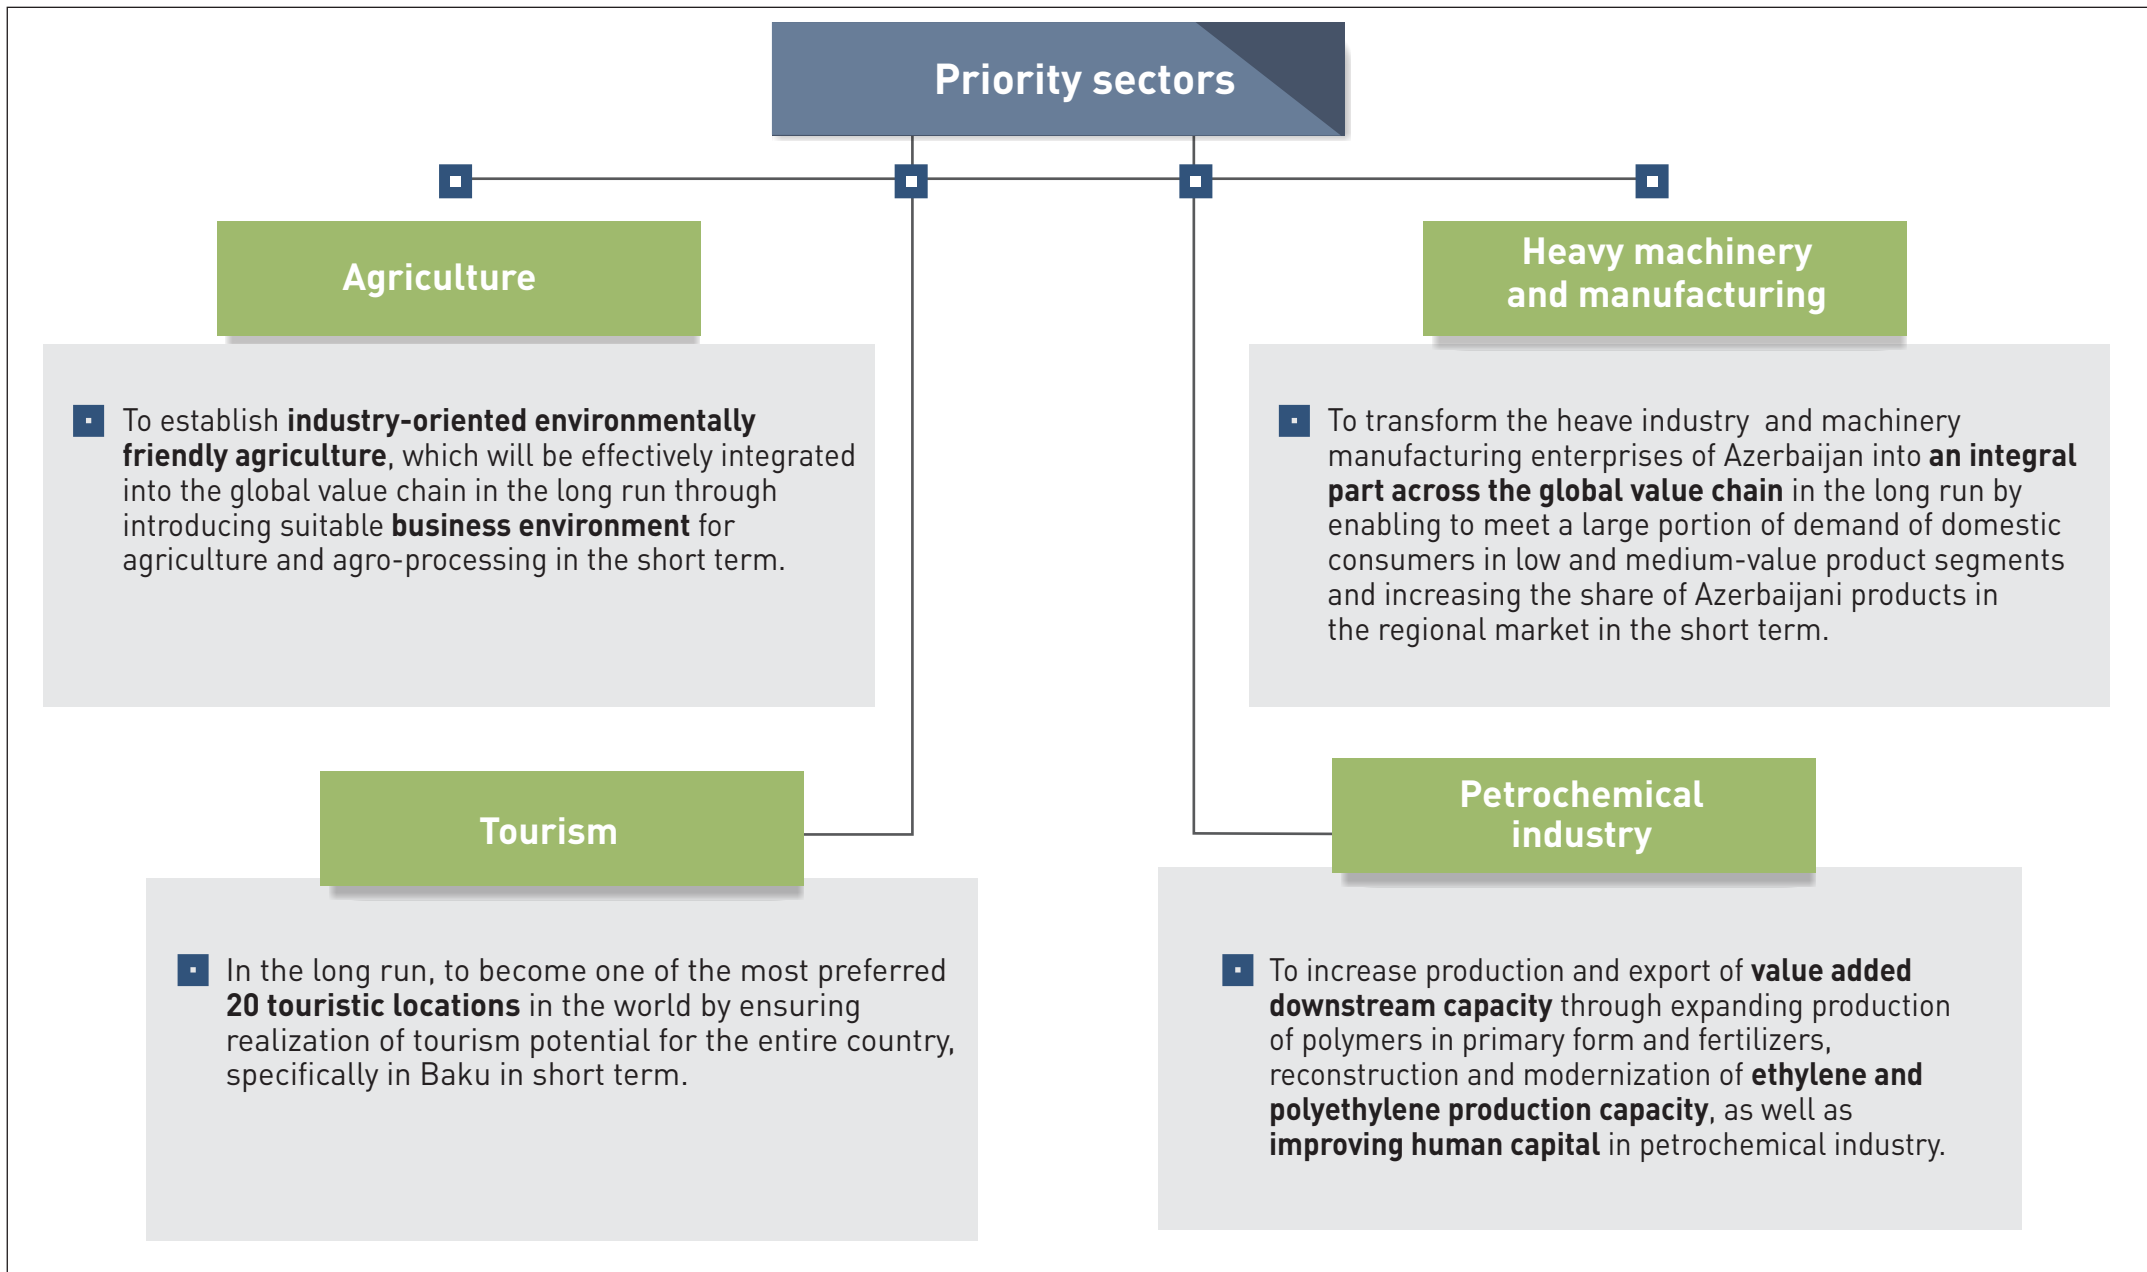 Priority sectors
Agriculture
To establish industry-oriented environmentally
friendly agriculture, which will be effectively integrated
into the global value chain in the long run through
introducing suitable business environment for
agriculture and agro-processing in the short term.
Heavy machinery
and manufacturing
To transform the heave industry and machinery
manufacturing enterprises of Azerbaijan into an integral
part across the global value chain in the long run by
enabling to meet a large portion of demand of domestic
consumers in low and medium-value product segments
and increasing the share of Azerbaijani products in
the regional market in the short term.
Tourism
In the long run, to become one of the most preferred
20 touristic locations in the world by ensuring
realization of tourism potential for the entire country,
specifically in Baku in short term.
Petrochemical
industry
To increase production and export of value added
downstream capacity through expanding production
of polymers in primary form and fertilizers,
reconstruction and modernization of ethylene and
polyethylene production capacity, as well as
improving human capital in petrochemical industry.